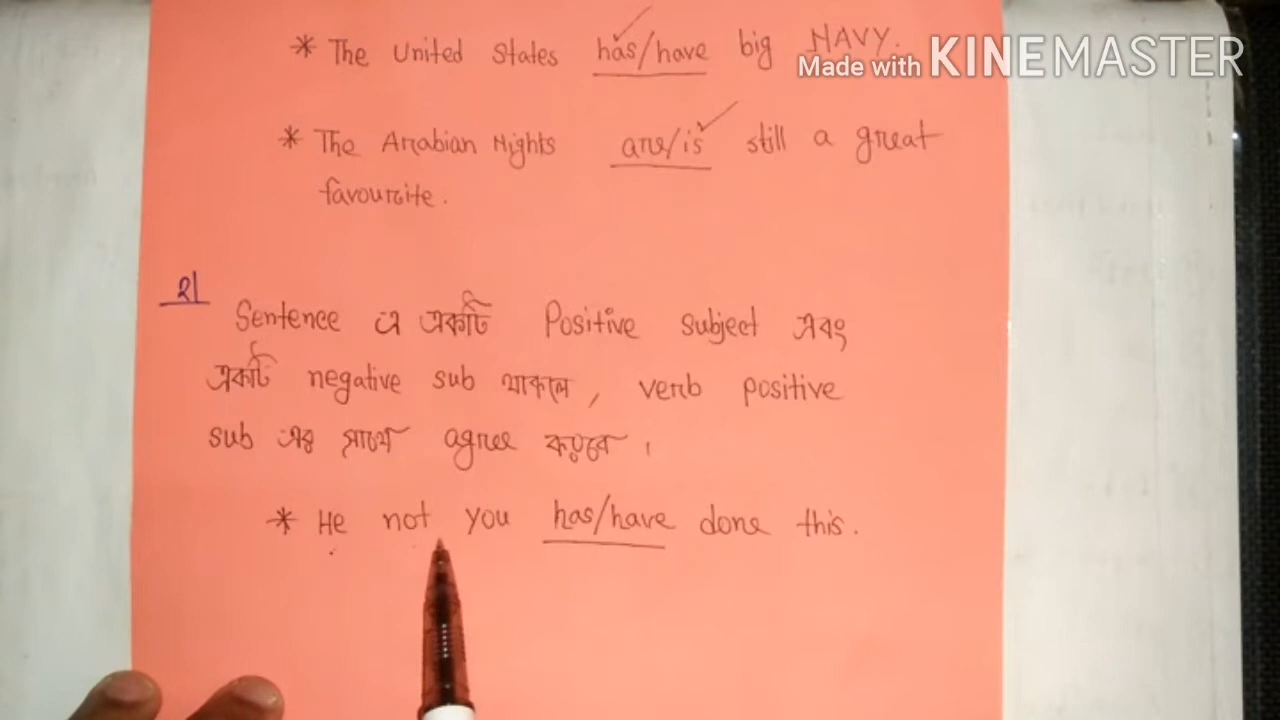 * The United States has/have big NAVY.
Made with KINEMASTER
* The Arabian Nights are/is still a great
favourite.
২।
Sentence এ একটি Positive subject এবং
একটি negative sub থাকলে, verb positive
sub এর সাথে agree করবে।
* He not you has/have done this.